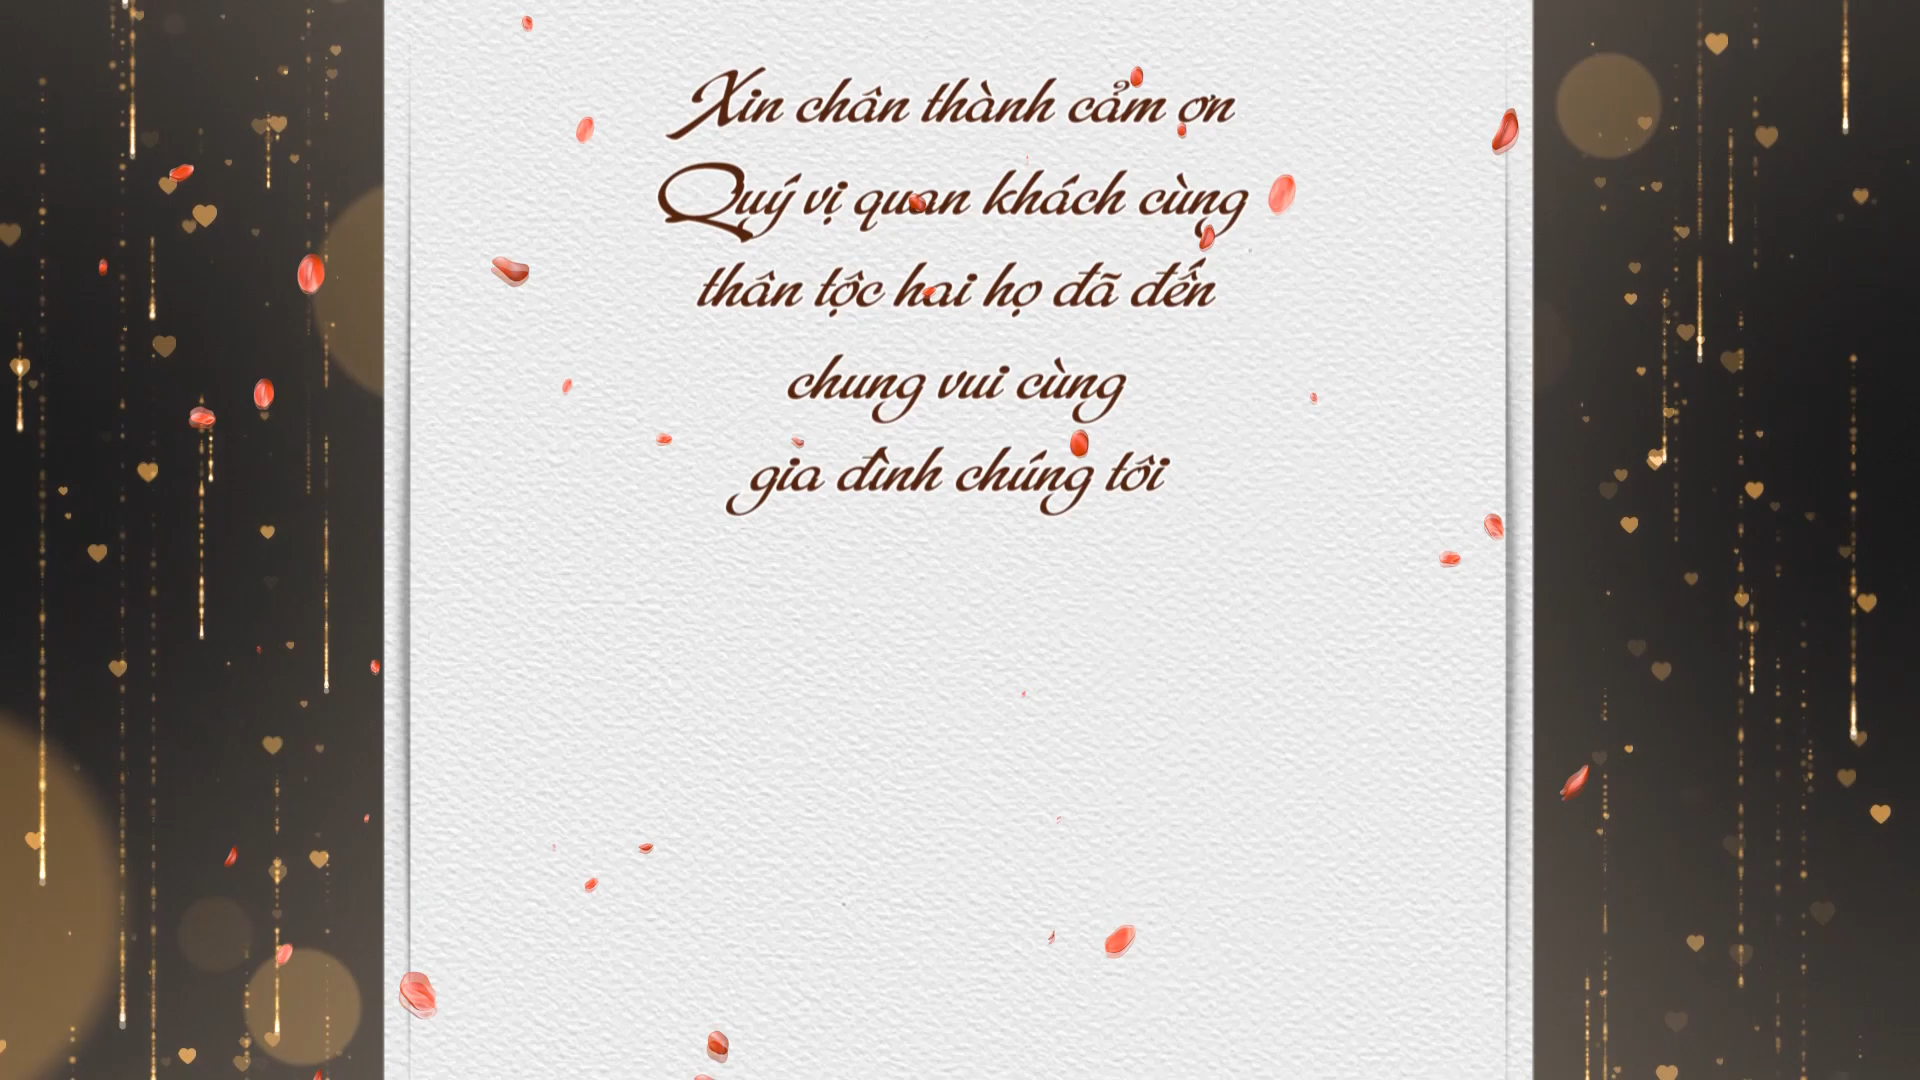 Xin chân thành cảm ơn
Quý vị quan khách cùng
thân tộc hai họ đã đến
chung vui cùng
gia đình chúng tôi